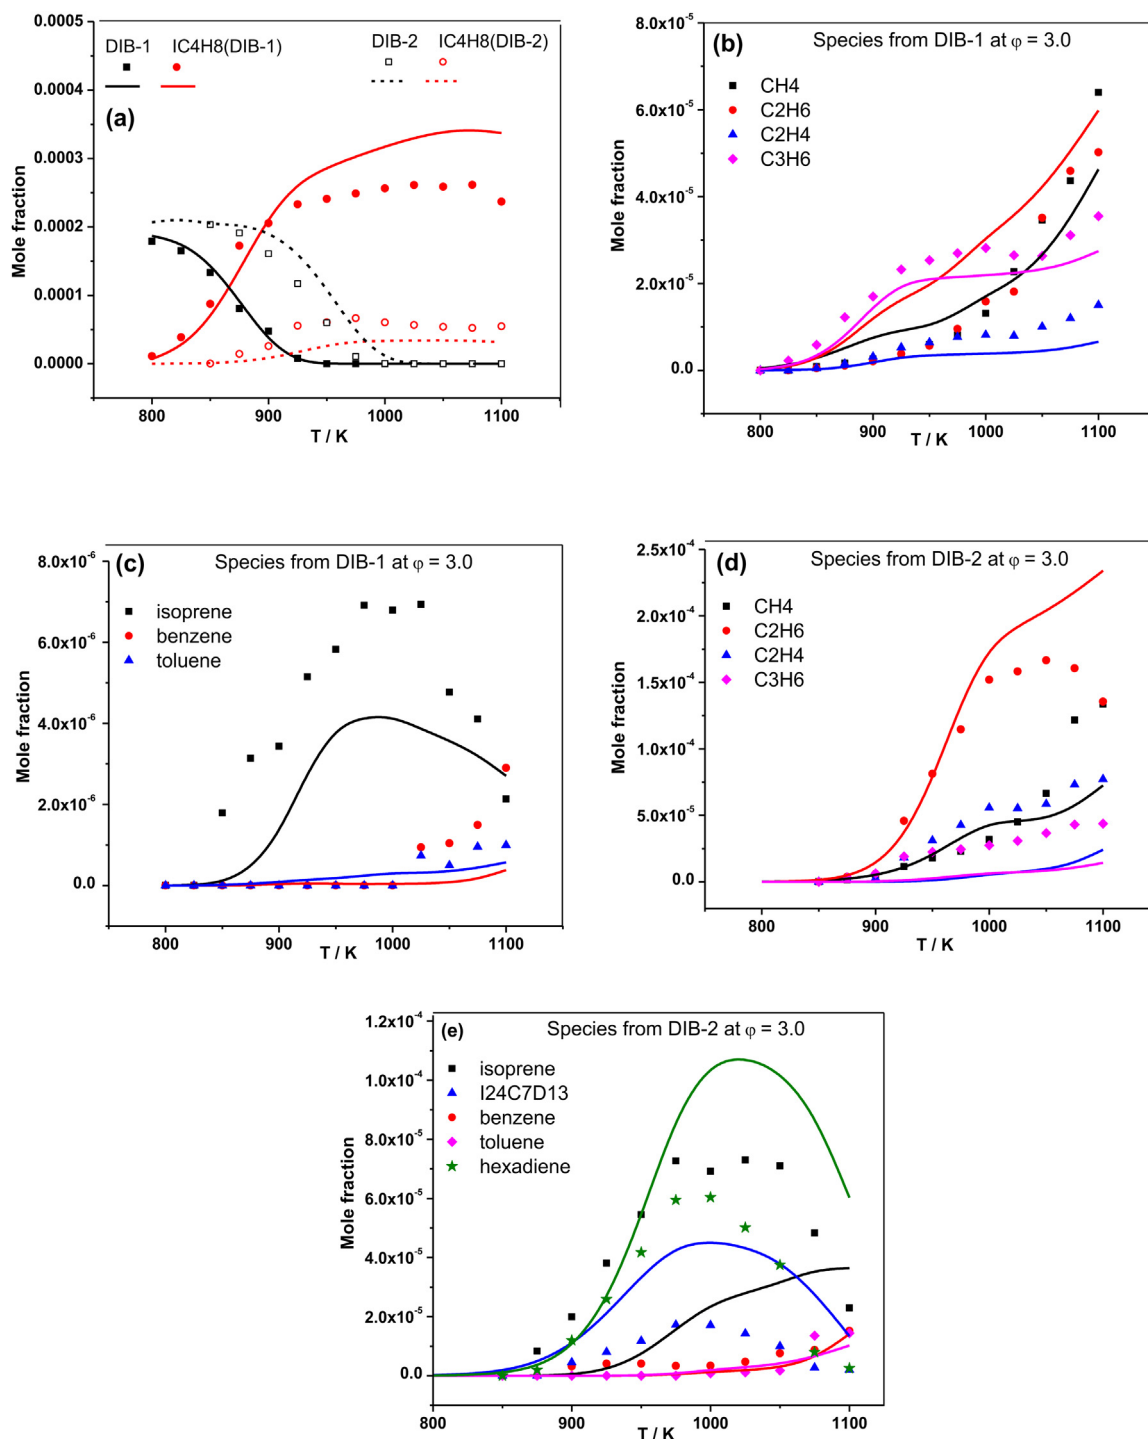 0.0005
DIB-1 IC4H8(DIB-1) DIB-2 IC4H8(DIB-2)
0.0004
(a)
0.0003
0.0002
0.0001
0.0000
Mole fraction
800 900 1000 1100
T / K
8.0x10-5
(b) Species from DIB-1 at φ = 3.0
CH4
C2H6
C2H4
C3H6
6.0x10-5
4.0x10-5
2.0x10-5
0.0
Mole fraction
800 900 1000 1100
T / K
8.0x10-6
(c) Species from DIB-1 at φ = 3.0
isoprene
benzene
toluene
6.0x10-6
4.0x10-6
2.0x10-6
0.0
Mole fraction
800 900 1000 1100
T / K
2.5x10-4
(d) Species from DIB-2 at φ = 3.0
CH4
C2H6
C2H4
C3H6
2.0x10-4
1.5x10-4
1.0x10-4
5.0x10-5
0.0
Mole fraction
800 900 1000 1100
T / K
1.2x10-4
(e) Species from DIB-2 at φ = 3.0
isoprene
I24C7D13
benzene
toluene
hexadiene
1.0x10-4
8.0x10-5
6.0x10-5
4.0x10-5
2.0x10-5
0.0
Mole fraction
800 900 1000 1100
T / K